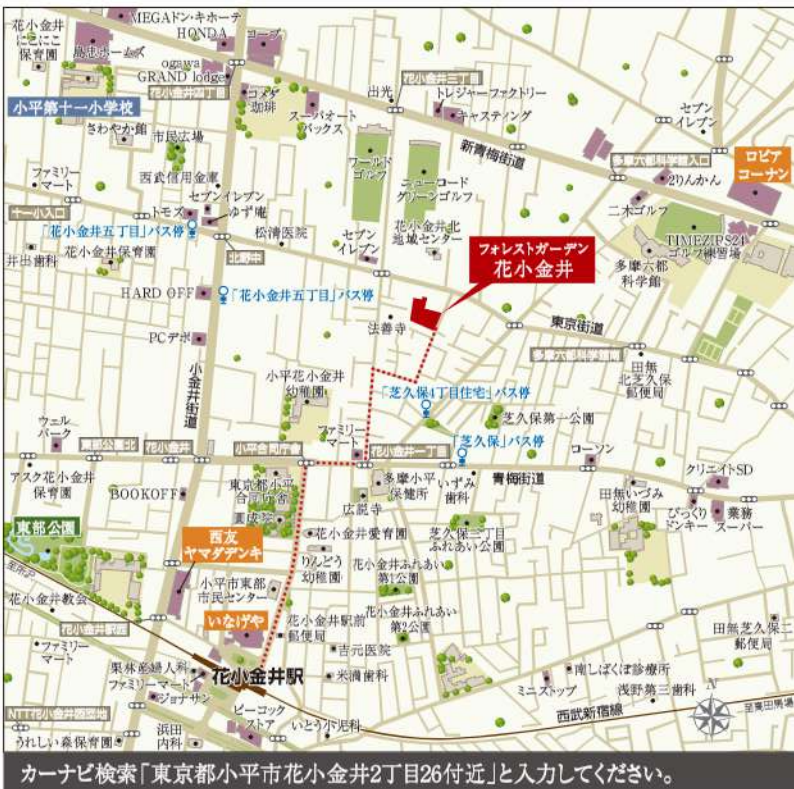 MEGAドン・キホーテ
花小金井
にこにこ
保育園
島忠ホームズ
HONDA
コープ
ogawa
GRAND lodge
花小金井四丁目
コメダ
珈琲
スーパーオート
バックス
出光
花小金井三丁目
トレジャーファクトリー
キャスティング
新青梅街道
セブン
イレブン
小平第十一小学校
さわやか館
市民広場
ワールド
ゴルフ
ニューコード
グリーンゴルフ
多摩六都科学館入口
2りんかん
ロピア
コーナン
ファミリー
マート
西武信用金庫
セブンイレブン
トモズ
ゆず庵
二木ゴルフ
TIMEZIPS24
ゴルフ練習場
十一小入口
「花小金井五丁目」バス停
松濤医院
セブン
イレブン
花小金井北
地域センター
フォレストガーデン
花小金井
多摩六都
科学館
井出歯科
花小金井保育園
北野中
HARD OFF
「花小金井五丁目」バス停
法善寺
東京街道
PCデポ
小金井街道
多摩六都科学館南
田無
北芝久保
郵便局
小平花小金井
幼稚園
「芝久保4丁目住宅」バス停
芝久保第一公園
ウェル
パーク
東部公園北
花小金井
小平合同庁舎
ファミリー
マート
花小金井一丁目
「芝久保」バス停
ローソン
アスク花小金井
保育園
BOOKOFF
東京都小平
合同庁舎
円成院
広説寺
多摩小平
保健所
いずみ
歯科
青梅街道
クリエイトSD
田無いづみ
幼稚園
びっくり
ドンキー
業務
スーパー
東部公園
西友
ヤマダデンキ
花小金井愛育園
りんどう
幼稚園
芝久保三丁目
ふれあい公園
花小金井ふれあい
第1公園
至所沢
花小金井教会
小平市東部
市民センター
花小金井駅西
いなげや
花小金井駅前
郵便局
花小金井ふれあい
第2公園
田無芝久保二
郵便局
ファミリー
マート
吉元医院
栗林産婦人科
ファミリーマート
ジョナサン
花小金井駅
米満歯科
南しばくぼ診療所
ミニストップ
浅野第三歯科
N
NTT花小金井西団地
うれしい森保育園
浜田
内科
ピーコック
ストア
いとう小児科
西武新宿線
至高田馬場
カーナビ検索「東京都小平市花小金井2丁目26付近」と入力してください。